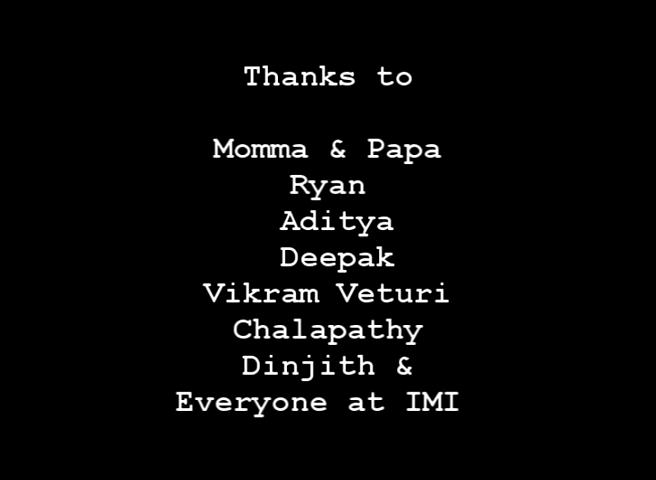 Thanks to
Momma & Papa
Ryan
Aditya
Deepak
Vikram Veturi
Chalapathy
Dinjith &
Everyone at IMI